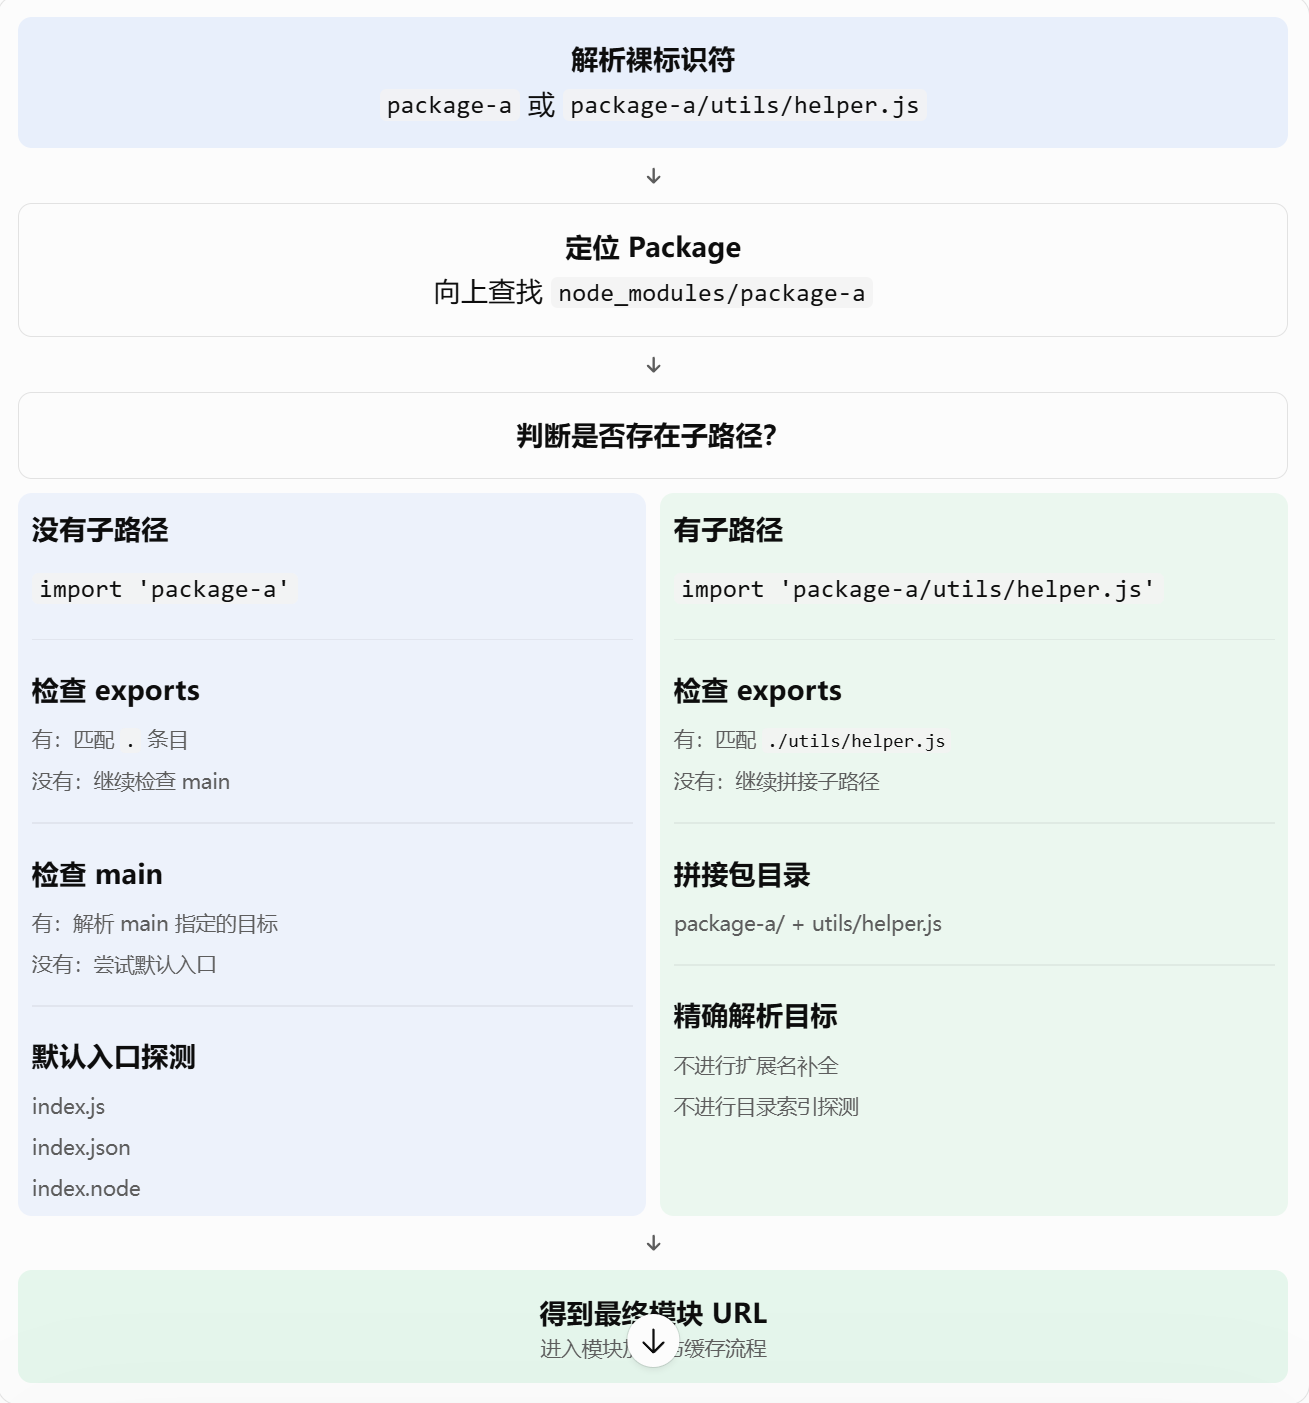 解析裸标识符
package-a 或 package-a/utils/helper.js
定位 Package
向上查找 node_modules/package-a
判断是否存在子路径?
没有子路径
import 'package-a'
检查 exports
有：匹配 . 条目
没有：继续检查 main
检查 main
有：解析 main 指定的目标
没有：尝试默认入口
默认入口探测
index.js
index.json
index.node
有子路径
import 'package-a/utils/helper.js'
检查 exports
有：匹配 ./utils/helper.js
没有：继续拼接子路径
拼接包目录
package-a/ + utils/helper.js
精确解析目标
不进行扩展名补全
不进行目录索引探测
得到最终模块 URL
进入模块 缓存流程